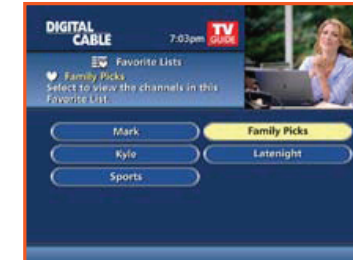 DIGITAL
CABLE
7:03pm TV
GUIDE
Favorite Lists
Family Picks
Select to view the channels in this
Favorite List.
Mark Family Picks
Kyle Latenight
Sports